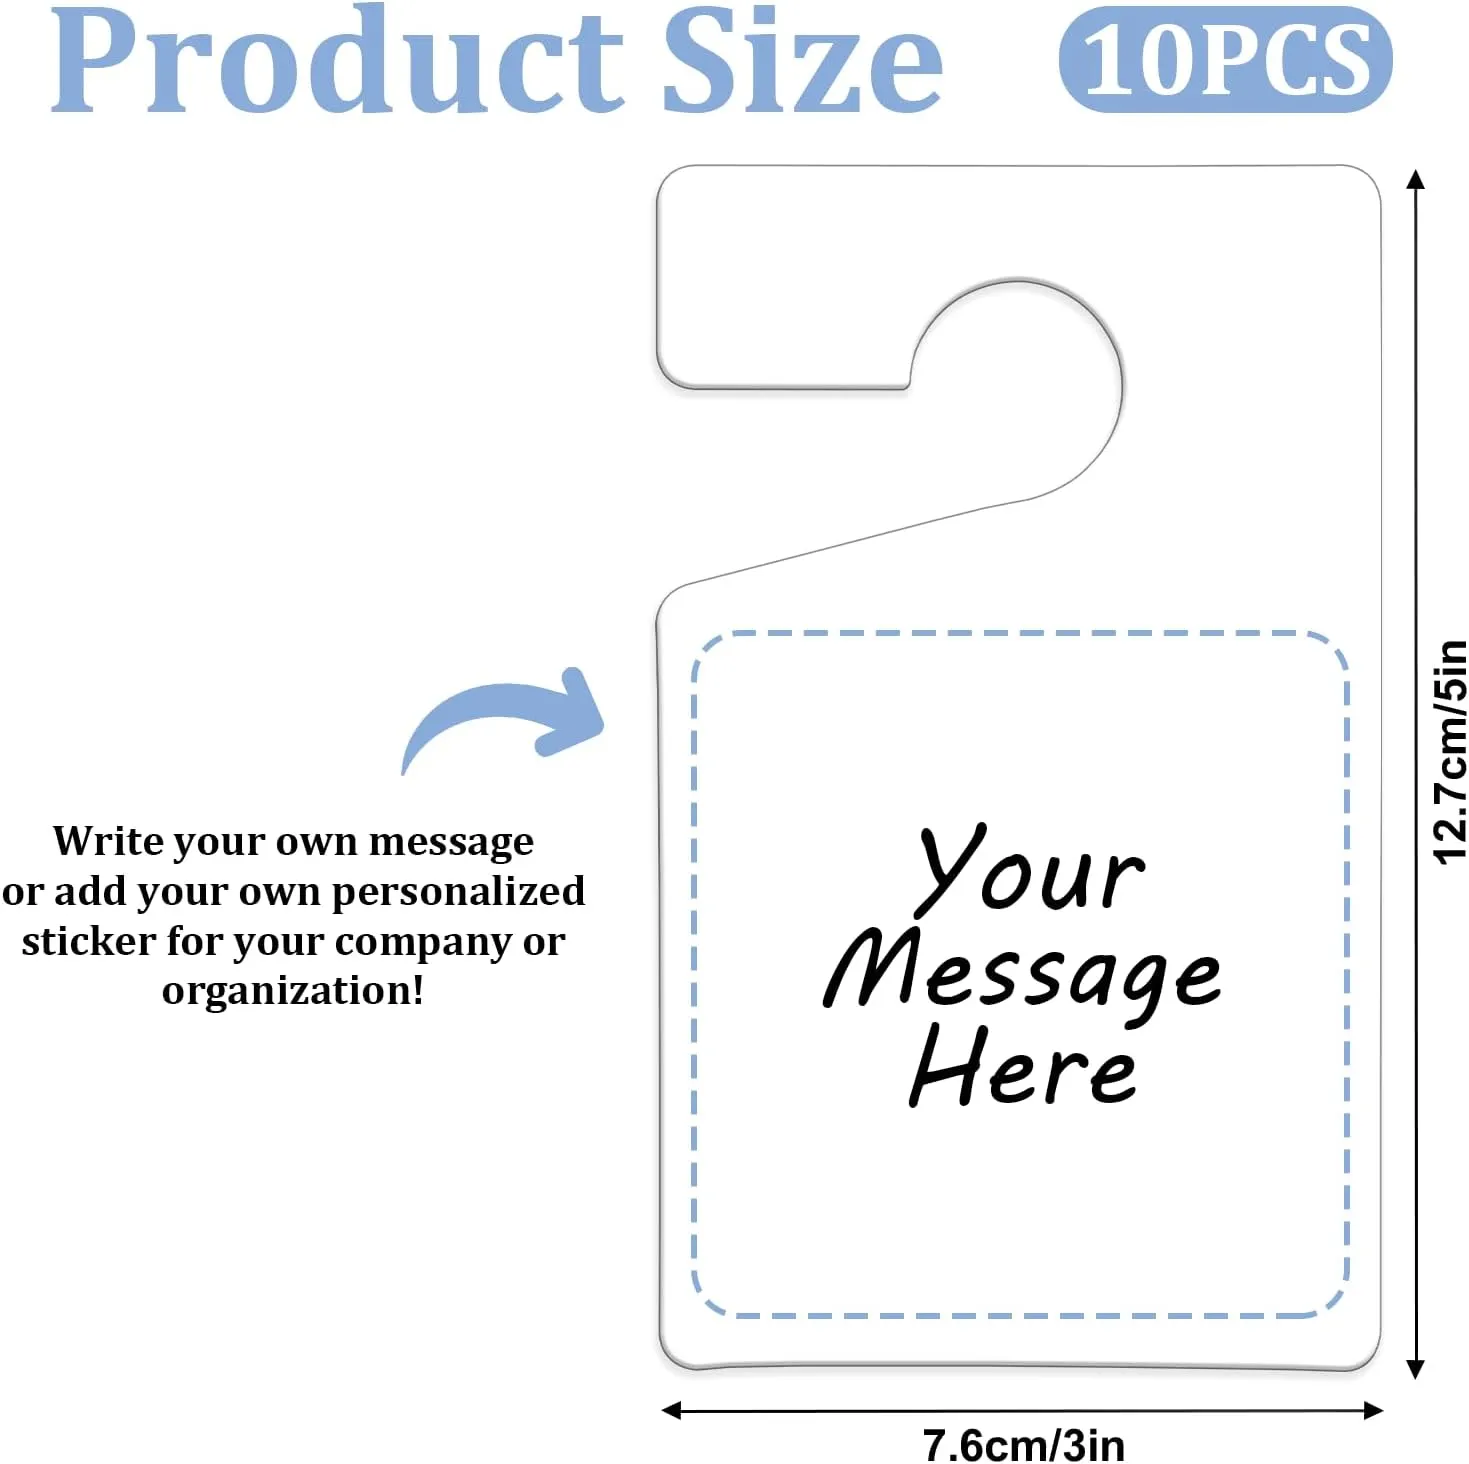 Product Size
10PCS
12.7cm/5in
Write your own message
or add your own personalized
sticker for your company or
organization!
Your
Message
Here
7.6cm/3in